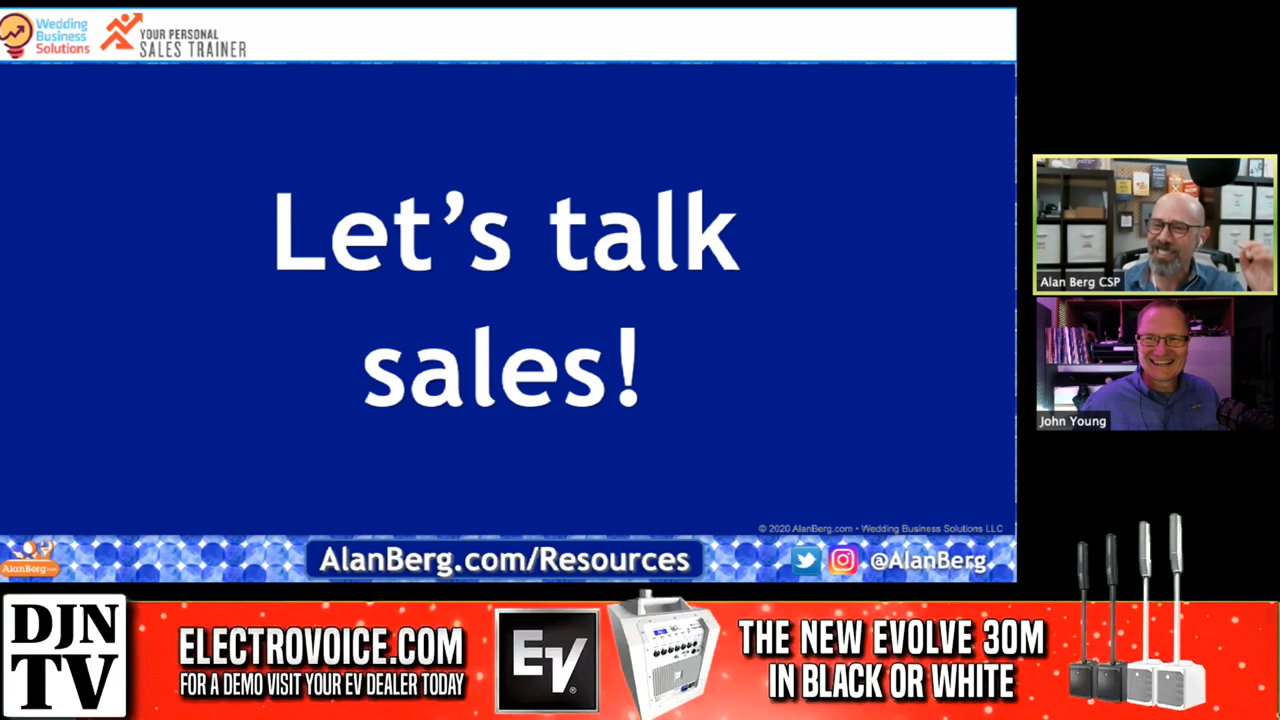 Wedding
Business
Solutions
YOUR PERSONAL
SALES TRAINER
Let's talk
sales!
© 2020 AlanBerg.com • Wedding Business Solutions LLC
AlanBerg.com
AlanBerg.com/Resources
@AlanBerg
Alan Berg CSP
John Young
DJN
TV
ELECTROVOICE.COM
FOR A DEMO VISIT YOUR EV DEALER TODAY
EV
THE NEW EVOLVE 30M
IN BLACK OR WHITE